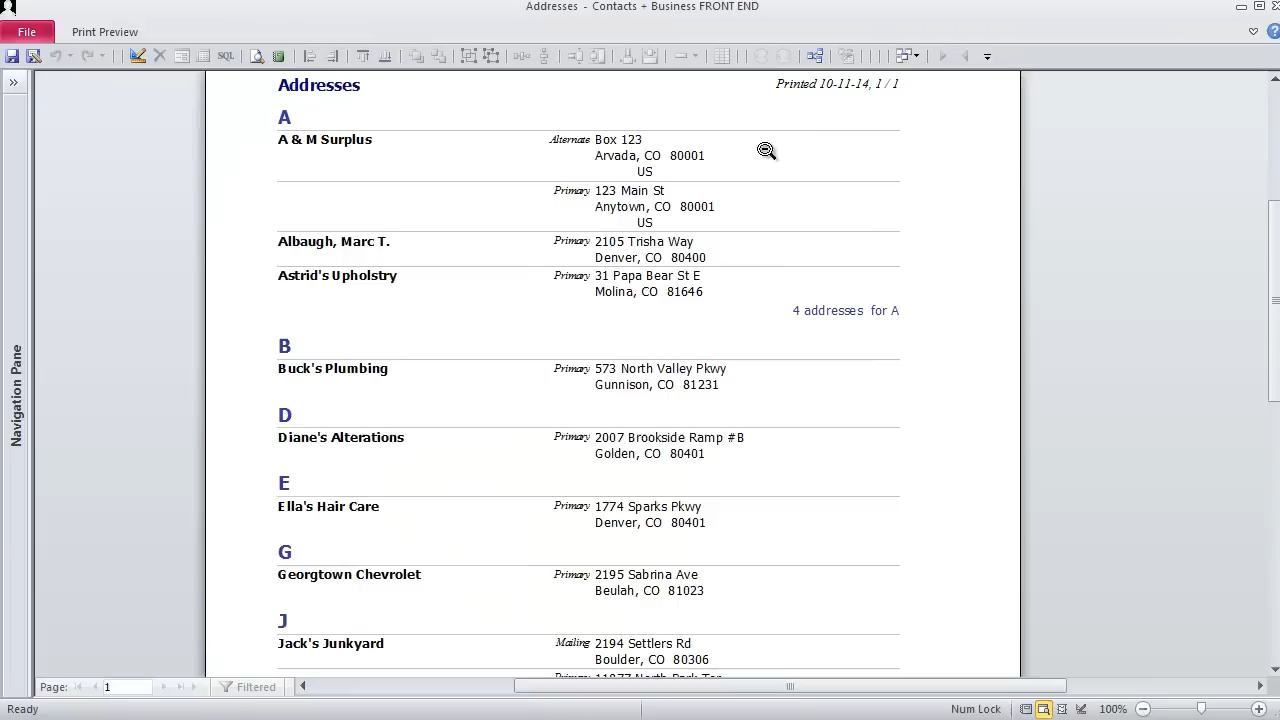 Addresses - Contacts + Business FRONT END
File Print Preview
SQL
Addresses Printed 10-11-14, 1 / 1
A
A & M Surplus Alternate Box 123
Arvada, CO 80001
US
Primary 123 Main St
Anytown, CO 80001
US
Albaugh, Marc T. Primary 2105 Trisha Way
Denver, CO 80400
Astrid's Upholstry Primary 31 Papa Bear St E
Molina, CO 81646
4 addresses for A
B
Buck's Plumbing Primary 573 North Valley Pkwy
Gunnison, CO 81231
D
Diane's Alterations Primary 2007 Brookside Ramp #B
Golden, CO 80401
E
Ella's Hair Care Primary 1774 Sparks Pkwy
Denver, CO 80401
G
Georgtown Chevrolet Primary 2195 Sabrina Ave
Beulah, CO 81023
J
Jack's Junkyard Mailing 2194 Settlers Rd
Boulder, CO 80306
Navigation Pane
Page: 1 Filtered
Ready Num Lock 100%